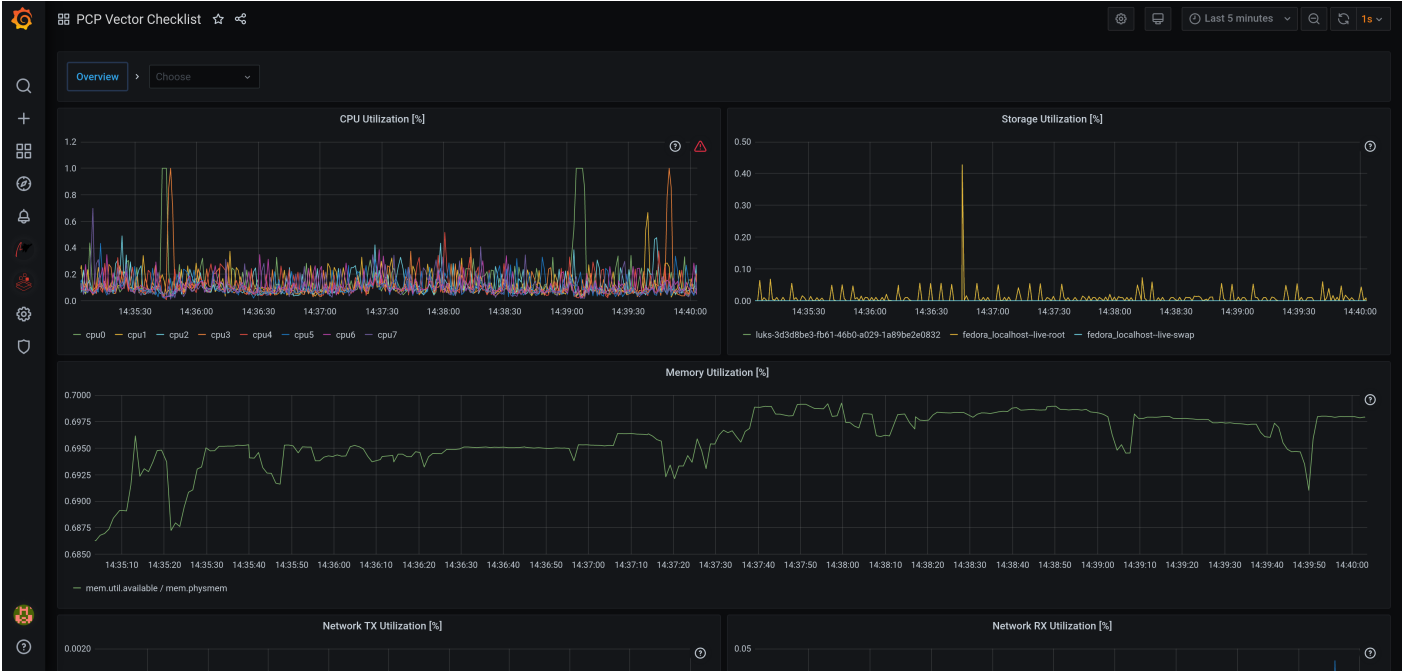 PCP Vector Checklist
Last 5 minutes
1s
Overview
Choose
CPU Utilization [%]
1.2
1.0
0.8
0.6
0.4
0.2
0.0
14:35:30 14:36:00 14:36:30 14:37:00 14:37:30 14:38:00 14:38:30 14:39:00 14:39:30 14:40:00
cpu0 cpu1 cpu2 cpu3 cpu4 cpu5 cpu6 cpu7
Storage Utilization [%]
0.50
0.40
0.30
0.20
0.10
0.00
14:35:30 14:36:00 14:36:30 14:37:00 14:37:30 14:38:00 14:38:30 14:39:00 14:39:30 14:40:00
luks-3d3d8be3-fb61-46b0-a029-1a89be2e0832 fedora_localhost--live-root fedora_localhost--live-swap
Memory Utilization [%]
0.7000
0.6975
0.6950
0.6925
0.6900
0.6875
0.6850
14:35:10 14:35:20 14:35:30 14:35:40 14:35:50 14:36:00 14:36:10 14:36:20 14:36:30 14:36:40 14:36:50 14:37:00 14:37:10 14:37:20 14:37:30 14:37:40 14:37:50 14:38:00 14:38:10 14:38:20 14:38:30 14:38:40 14:38:50 14:39:00 14:39:10 14:39:20 14:39:30 14:39:40 14:39:50 14:40:00
mem.util.available / mem.physmem
Network TX Utilization [%]
0.0020
Network RX Utilization [%]
0.05